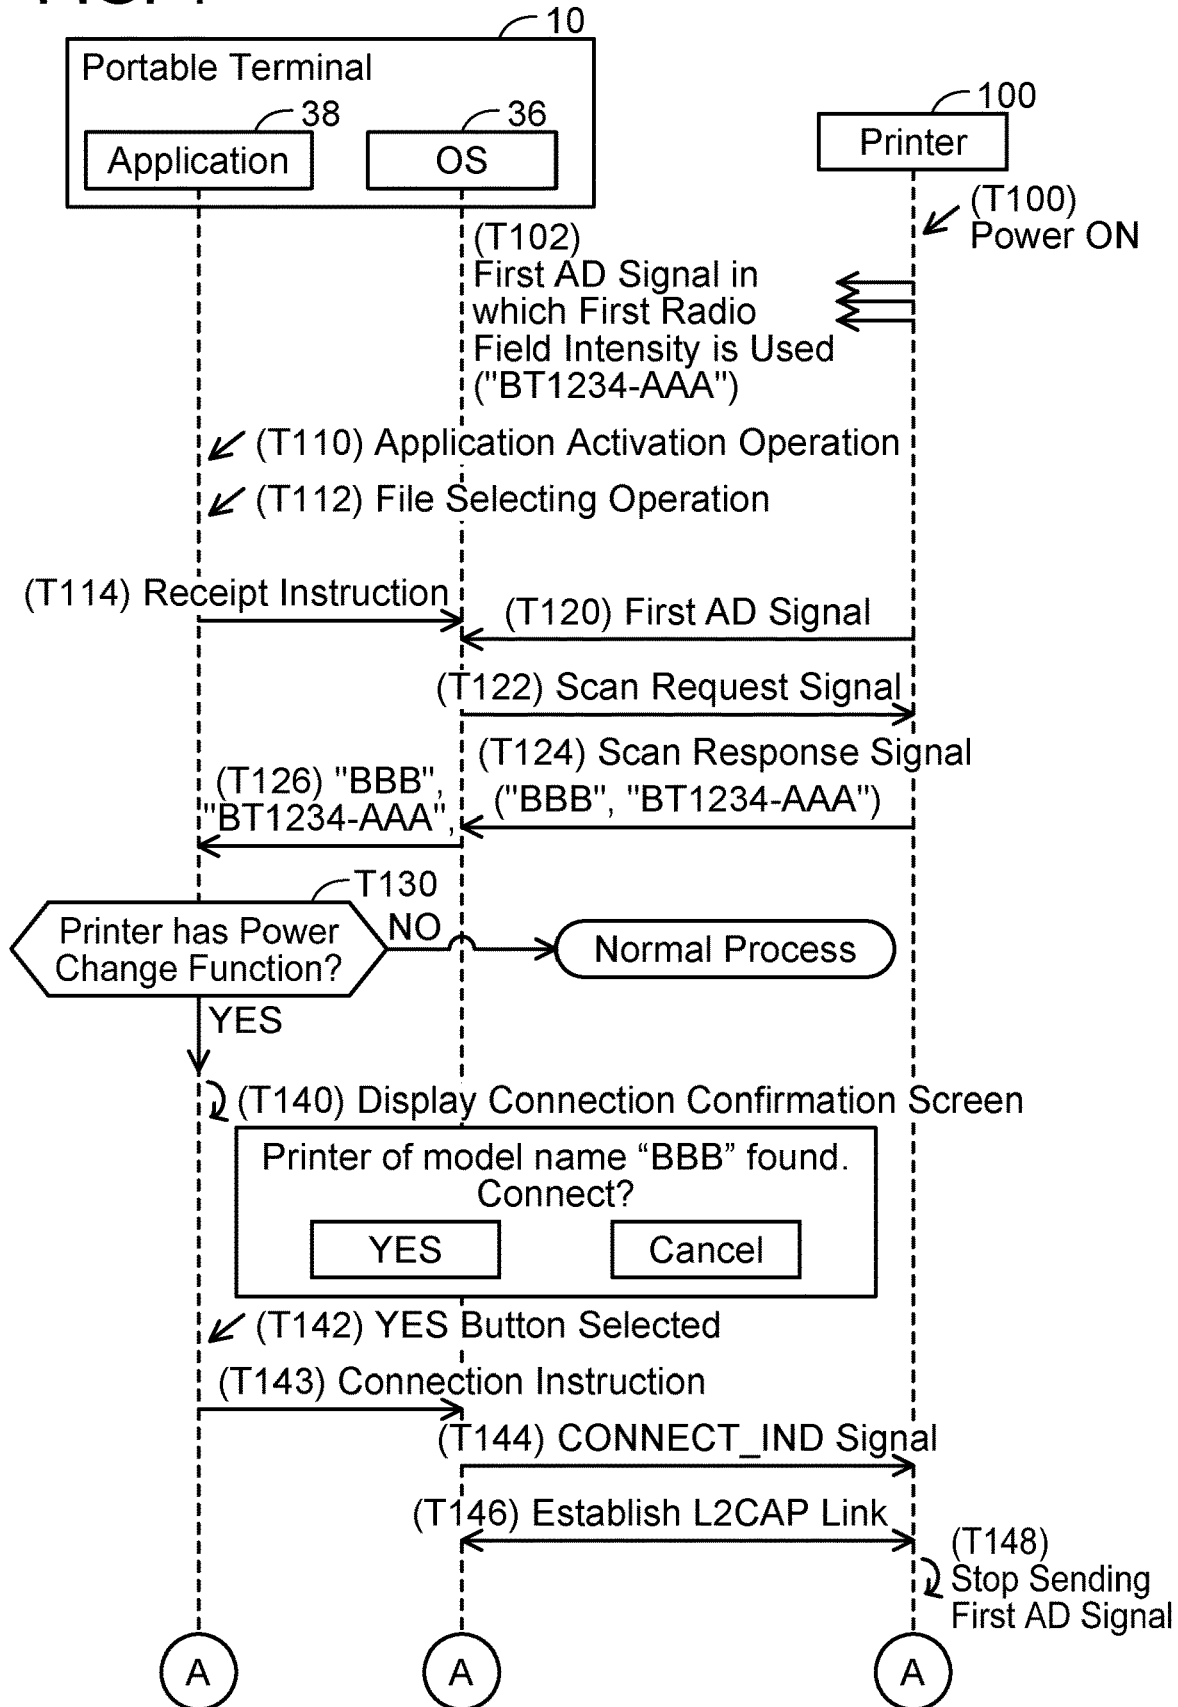 10
Portable Terminal
38
36
100
Application
OS
Printer
(T100)
Power ON
(T102)
First AD Signal in
which First Radio
Field Intensity is Used
("BT1234-AAA")
(T110) Application Activation Operation
(T112) File Selecting Operation
(T114) Receipt Instruction
(T120) First AD Signal
(T122) Scan Request Signal
(T124) Scan Response Signal
("BBB", "BT1234-AAA")
(T126) "BBB",
"BT1234-AAA",
T130
Printer has Power
Change Function?
NO
Normal Process
YES
(T140) Display Connection Confirmation Screen
Printer of model name “BBB” found.
Connect?
YES
Cancel
(T142) YES Button Selected
(T143) Connection Instruction
(T144) CONNECT_IND Signal
(T146) Establish L2CAP Link
(T148)
Stop Sending
First AD Signal
A
A
A